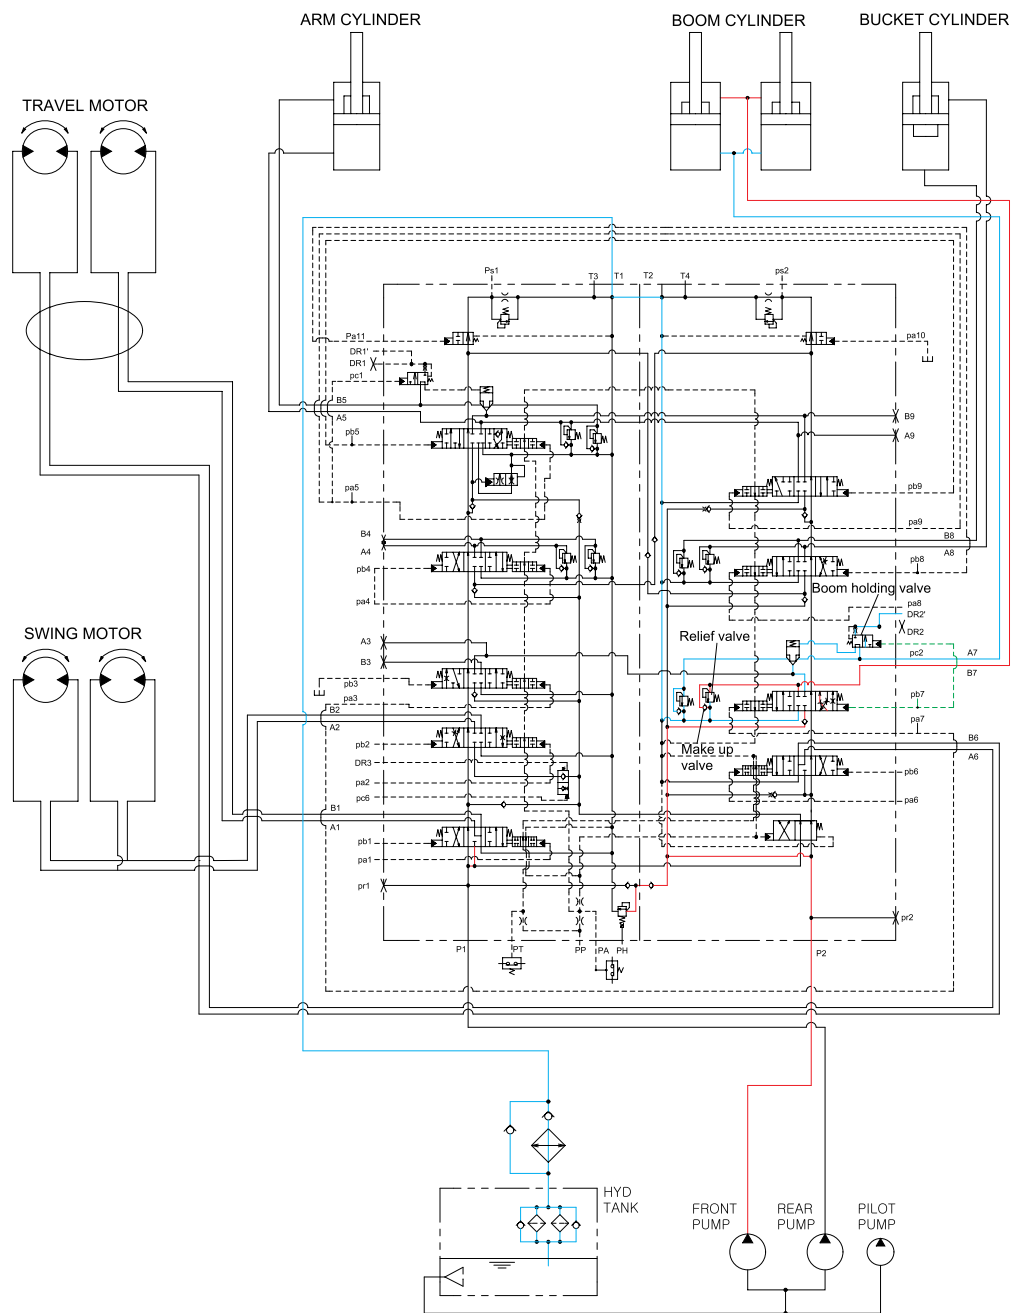 ARM CYLINDER
BOOM CYLINDER
BUCKET CYLINDER
TRAVEL MOTOR
Ps1
T3
T1
T2
T4
ps2
Pa11
pa10
DR1'
DR1
pc1
B5
A5
B9
A9
pb5
pa5
pb9
pa9
B4
A4
B8
A8
pb4
pb8
pa4
Boom holding valve
pa8
DR2'
DR2
SWING MOTOR
Relief valve
A3
B3
pc2
A7
B7
pb3
pa3
pb7
pa7
B2
A2
Make up
valve
B6
A6
pb2
DR3
pa2
pc6
pb6
pa6
B1
A1
pb1
pa1
pr1
pr2
P1
PT
PP
PA
PH
P2
HYD
TANK
FRONT
PUMP
REAR
PUMP
PILOT
PUMP